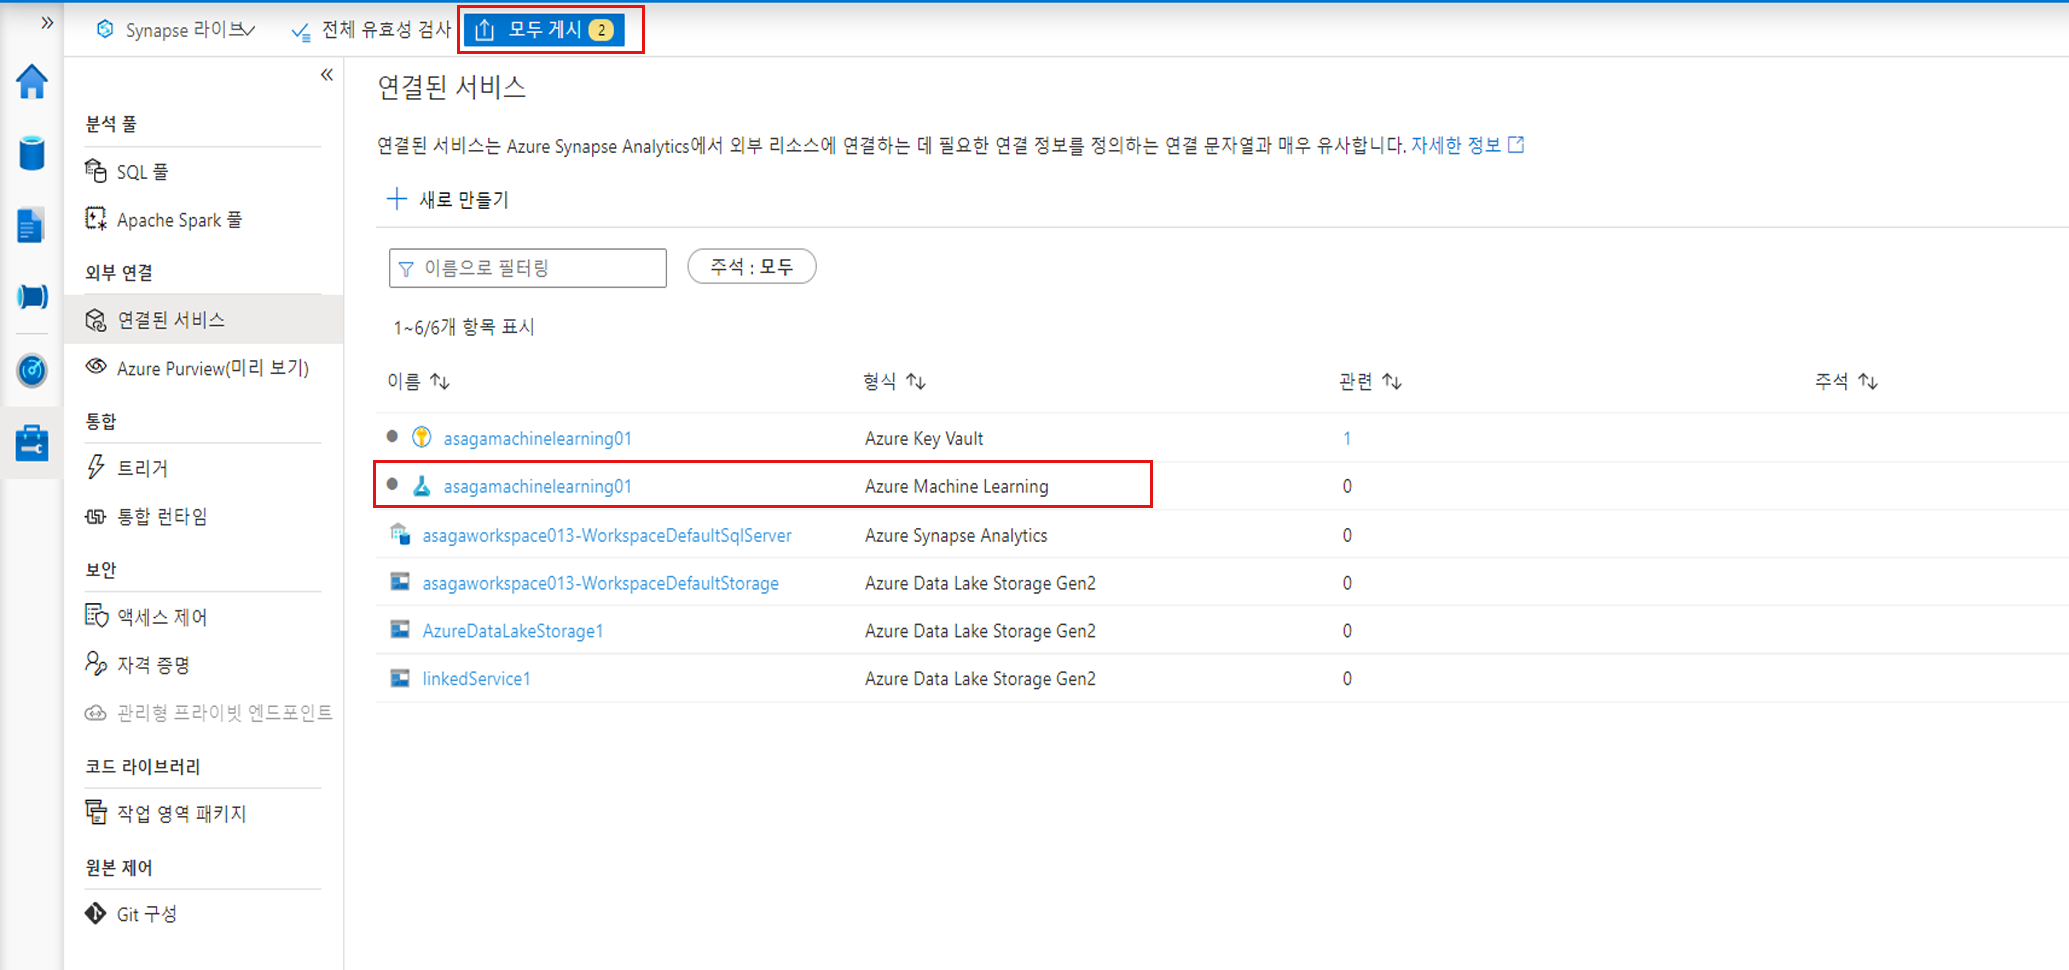 Synapse 라이브
전체 유효성 검사
모두 게시 2
분석 풀
SQL 풀
Apache Spark 풀
외부 연결
연결된 서비스
Azure Purview(미리 보기)
통합
트리거
통합 런타임
보안
액세스 제어
자격 증명
관리형 프라이빗 엔드포인트
코드 라이브러리
작업 영역 패키지
원본 제어
Git 구성
연결된 서비스
연결된 서비스는 Azure Synapse Analytics에서 외부 리소스에 연결하는 데 필요한 연결 정보를 정의하는 연결 문자열과 매우 유사합니다. 자세한 정보
새로 만들기
이름으로 필터링
주석 : 모두
1~6/6개 항목 표시
이름 형식 관련 주석
asagamachinelearning01 Azure Key Vault 1
asagamachinelearning01 Azure Machine Learning 0
asagaworkspace013-WorkspaceDefaultSqlServer Azure Synapse Analytics 0
asagaworkspace013-WorkspaceDefaultStorage Azure Data Lake Storage Gen2 0
AzureDataLakeStorage1 Azure Data Lake Storage Gen2 0
linkedService1 Azure Data Lake Storage Gen2 0